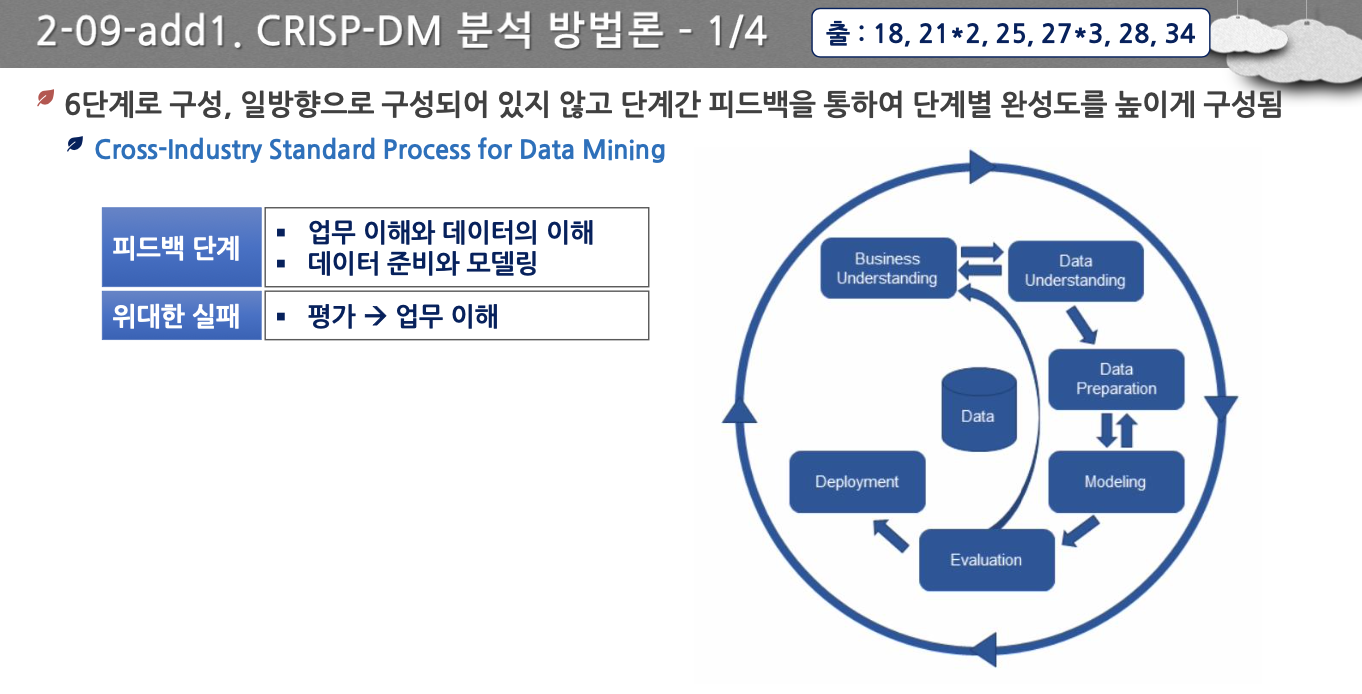 2-09-add1. CRISP-DM 분석 방법론 - 1/4
출 : 18, 21*2, 25, 27*3, 28, 34
6단계로 구성, 일방향으로 구성되어 있지 않고 단계간 피드백을 통하여 단계별 완성도를 높이게 구성됨
Cross-Industry Standard Process for Data Mining
피드백 단계
▪ 업무 이해와 데이터의 이해
▪ 데이터 준비와 모델링
위대한 실패
▪ 평가 → 업무 이해
Business
Understanding
Data
Understanding
Data
Preparation
Data
Modeling
Deployment
Evaluation